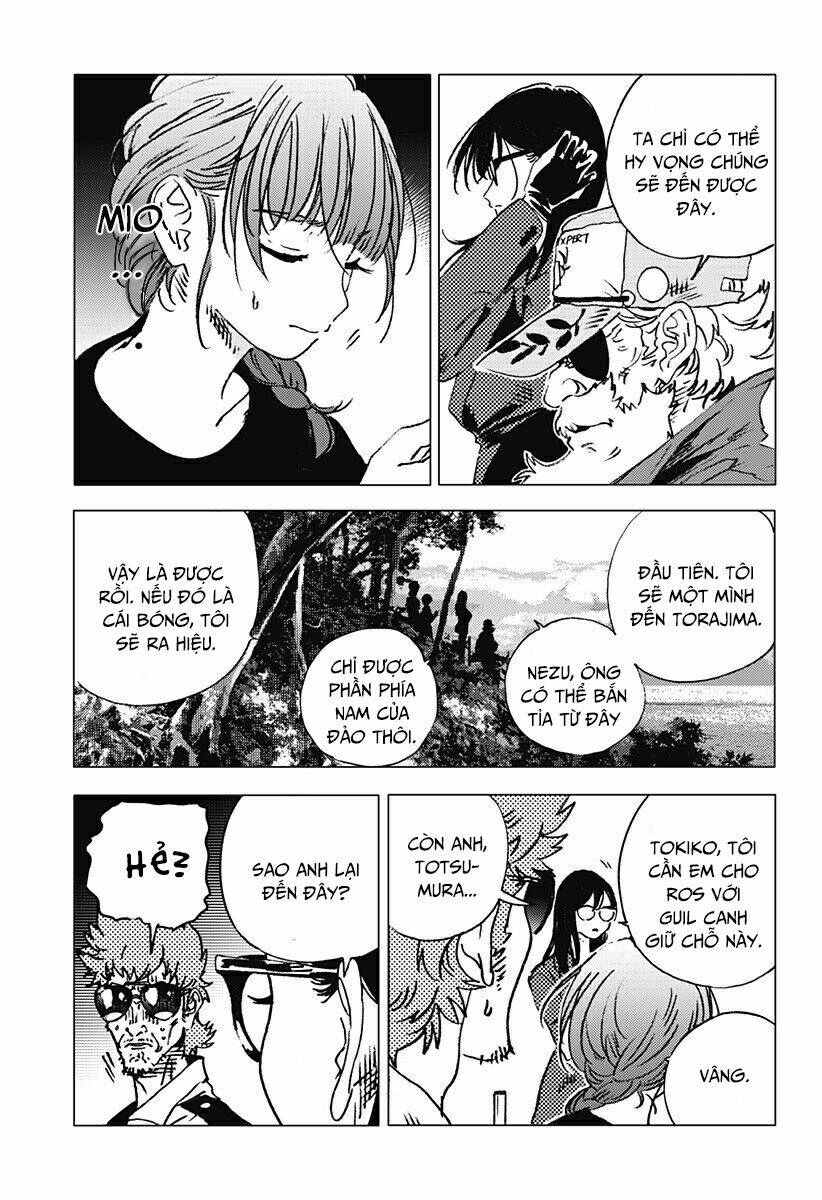 TA CHỈ CÓ THỂ
HY VỌNG CHÚNG
SẼ ĐẾN ĐƯỢC
ĐÂY.
XPERT
MIO
...
ĐẦU TIÊN. TÔI
SẼ MỘT MÌNH
ĐẾN TORAJIMA.
NEZU, ÔNG
CÓ THỂ BẮN
TỈA TỪ ĐÂY
CHỈ ĐƯỢC
PHẦN PHÍA
NAM CỦA
ĐẢO THÔI.
VẬY LÀ ĐƯỢC
RỒI. NẾU ĐÓ LÀ
CÁI BÓNG, TÔI
SẼ RA HIỆU.
TOKIKO, TÔI
CẦN EM CHO
ROS VỚI
GUIL CANH
GIỮ CHỖ NÀY.
VÂNG.
CÒN ANH,
TOTSU-
MURA...
SAO ANH LẠI
ĐẾN ĐÂY?
HẺ?